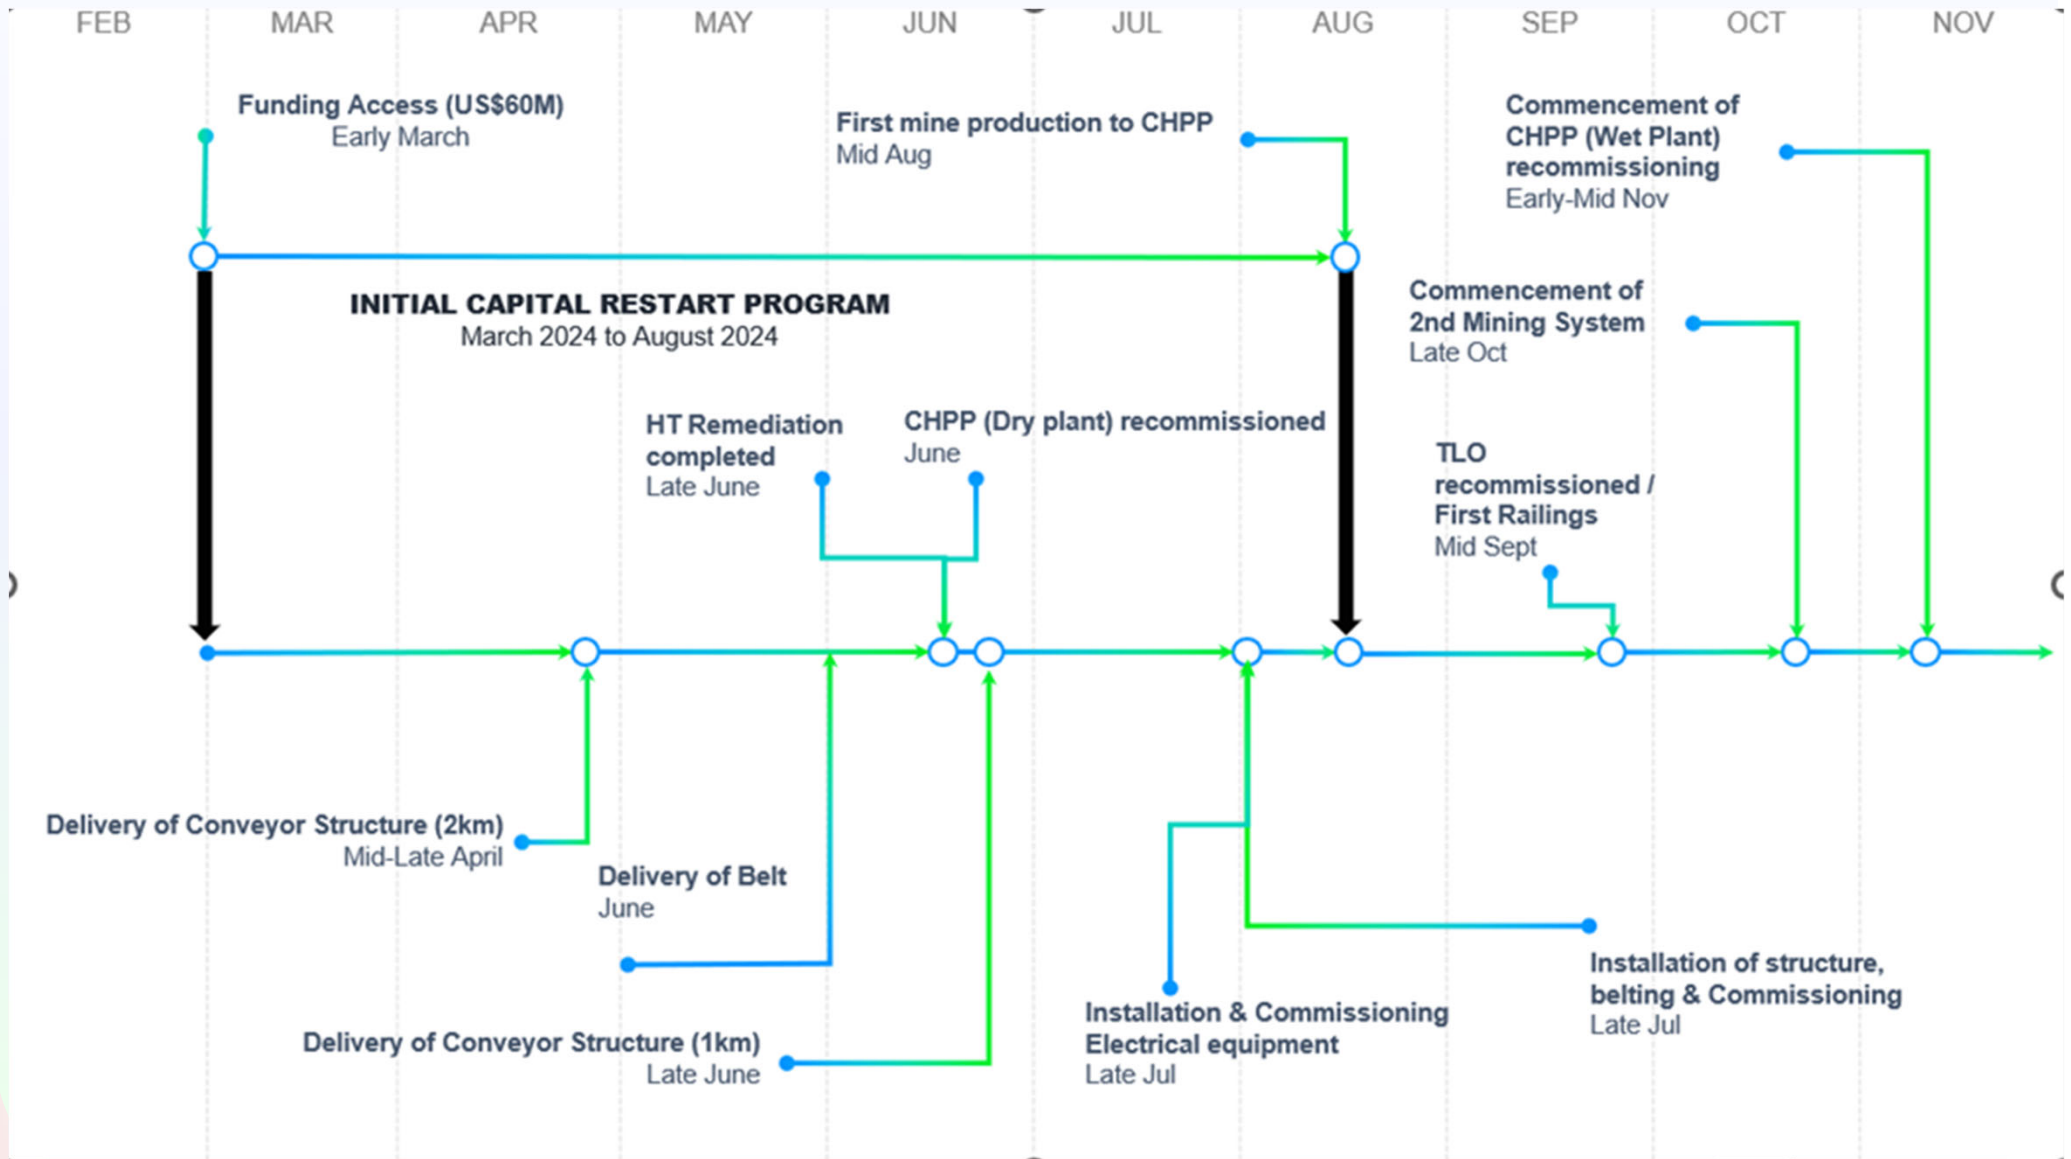 FEB MAR APR MAY JUN JUL AUG SEP OCT NOV
Funding Access (US$60M)
Early March
First mine production to CHPP
Mid Aug
Commencement of
CHPP (Wet Plant)
recommissioning
Early-Mid Nov
INITIAL CAPITAL RESTART PROGRAM
March 2024 to August 2024
Commencement of
2nd Mining System
Late Oct
HT Remediation
completed
Late June
CHPP (Dry plant) recommissioned
June
TLO
recommissioned /
First Railings
Mid Sept
Delivery of Conveyor Structure (2km)
Mid-Late April
Delivery of Belt
June
Delivery of Conveyor Structure (1km)
Late June
Installation & Commissioning
Electrical equipment
Late Jul
Installation of structure,
belting & Commissioning
Late Jul